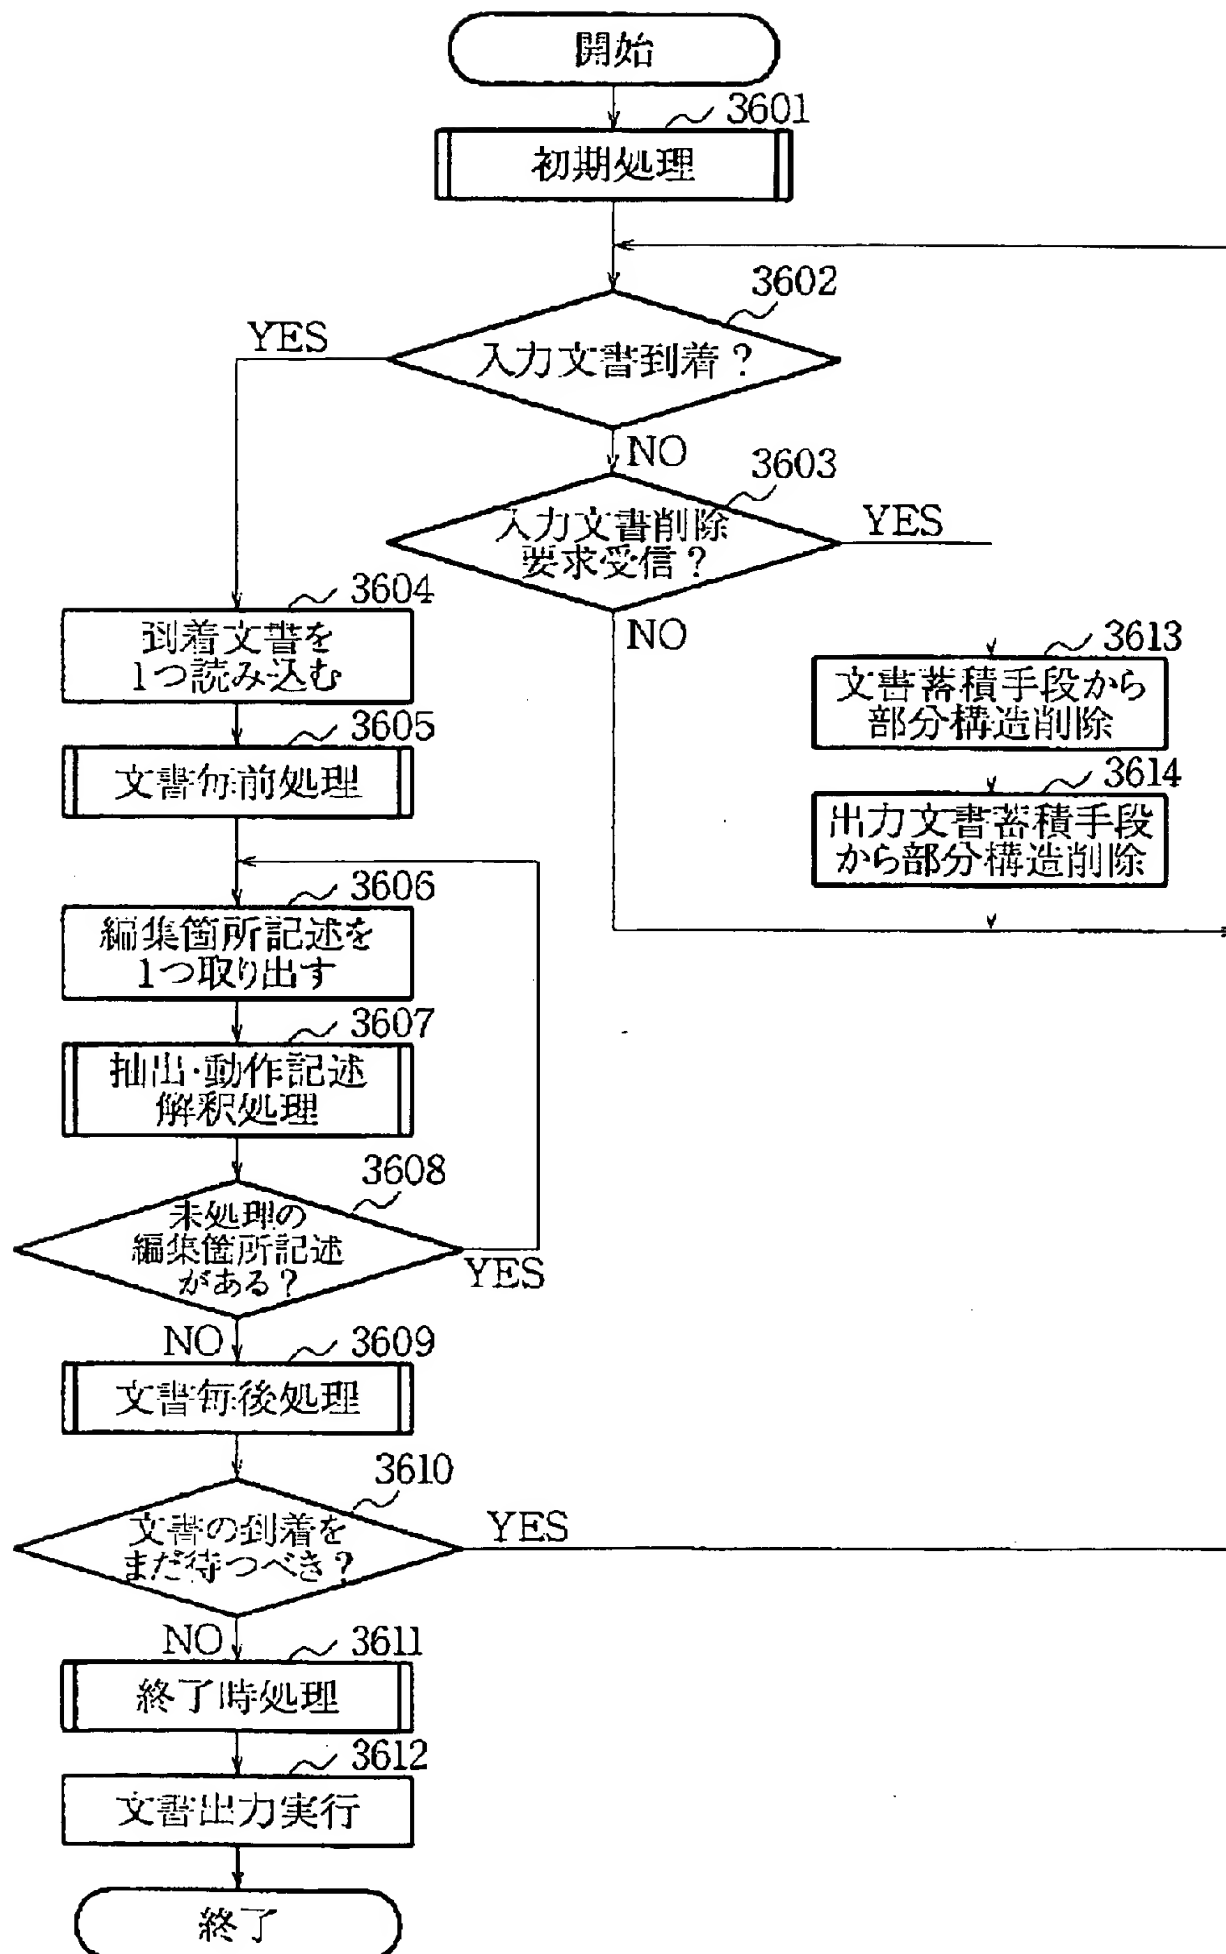 開始
3601
初期処理
3602
YES
入力文書到着?
NO
3603
入力文書削除
要求受信?
YES
NO
3604
到着文書を
1つ読み込む
3613
文書蓄積手段から
部分構造削除
3605
文書毎前処理
3614
出力文書蓄積手段
から部分構造削除
3606
編集箇所記述を
1つ取り出す
3607
抽出・動作記述
解釈処理
3608
未処理の
編集箇所記述
がある?
YES
NO
3609
文書毎後処理
3610
文書の到着を
まだ待つべき?
YES
NO
3611
終了時処理
3612
文書出力実行
終了